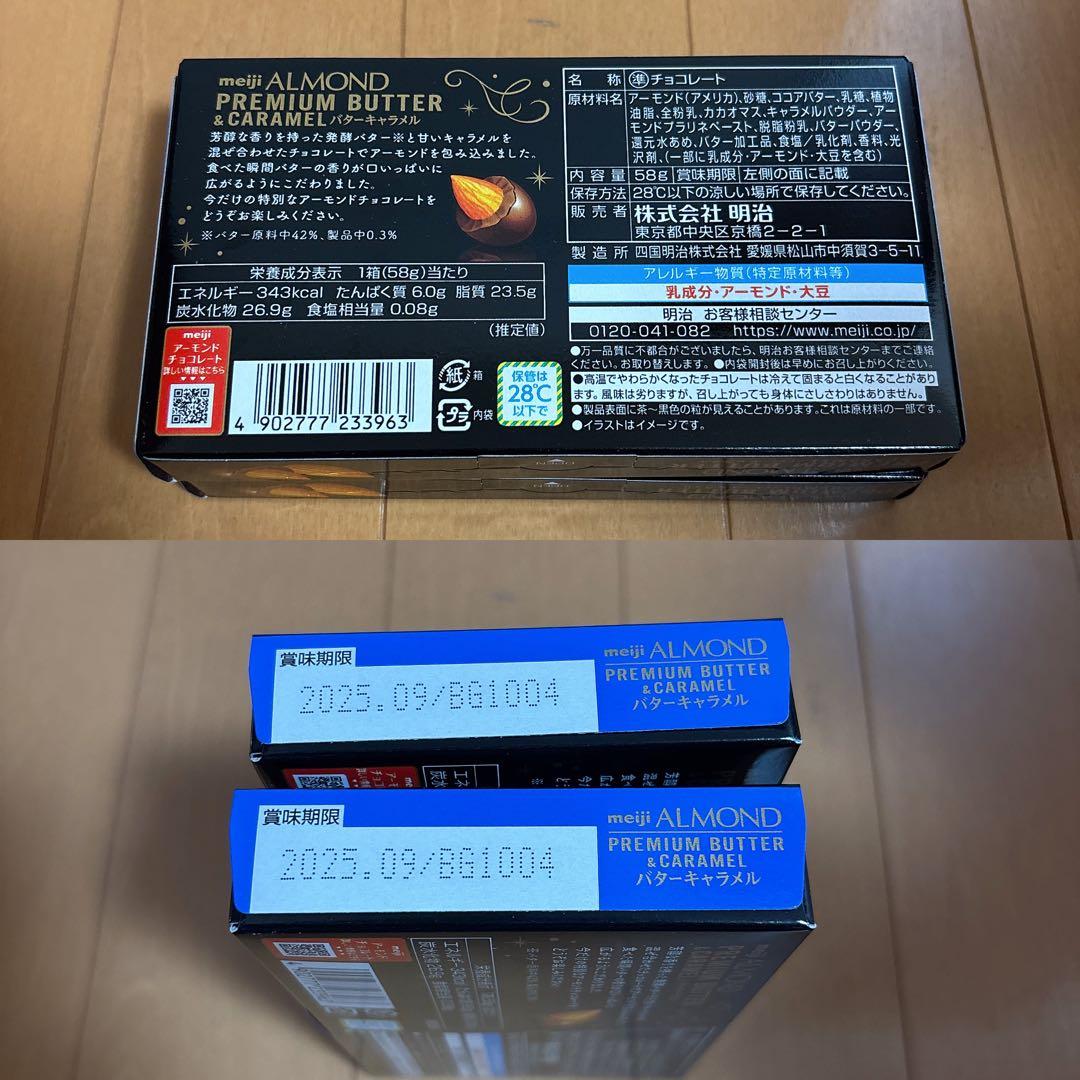 meiji ALMOND
PREMIUM BUTTER
& CARAMEL バターキャラメル
芳醇な香りを持った発酵バター※と甘いキャラメルを
混ぜ合わせたチョコレートでアーモンドを包み込みました。
食べた瞬間バターの香りが口いっぱいに
広がるようにこだわりました。
今だけの特別なアーモンドチョコレートを
どうぞお楽しみください。
※バター原料中42%、製品中0.3%
栄養成分表示 1箱(58g)当たり
エネルギー343kcal たんぱく質 6.0g 脂質 23.5g
炭水化物 26.9g 食塩相当量 0.08g
(推定値)
meiji
アーモンド
チョコレート
詳しい情報はこちら
▼▼▼
4 902777 233963
紙 箱
プラ 内袋
保管は
28℃
以下で
名称 準チョコレート
原材料名 アーモンド(アメリカ)、砂糖、ココアバター、乳糖、植物
油脂、全粉乳、カカオマス、キャラメルパウダー、アー
モンドプラリネペースト、脱脂粉乳、バターパウダー、
還元水あめ、バター加工品、食塩/乳化剤、香料、光
沢剤、(一部に乳成分・アーモンド・大豆を含む)
内容量 58g 賞味期限 左側の面に記載
保存方法 28℃以下の涼しい場所で保存してください。
販売者 株式会社 明治
東京都中央区京橋2-2-1
製造所 四国明治株式会社 愛媛県松山市中須賀3-5-11
アレルギー物質(特定原材料等)
乳成分・アーモンド・大豆
明治 お客様相談センター
0120-041-082 https://www.meiji.co.jp/
●万一品質に不都合がございましたら、明治お客様相談センターまでご連絡
ください。お取り替えします。 ●内袋開封後は早めにお召し上がりください。
●高温でやわらかくなったチョコレートは冷えて固まると白くなることがあり
ます。風味は劣りますが、召し上がっても身体にさしさわりはありません。
●製品表面に茶~黒色の粒が見えることがあります。これは原材料の一部です。
●イラストはイメージです。
OPEN
OPEN
賞味期限
2025.09/BG1004
meiji ALMOND
PREMIUM BUTTER
& CARAMEL
バターキャラメル
賞味期限
2025.09/BG1004
meiji ALMOND
PREMIUM BUTTER
& CARAMEL
バターキャラメル